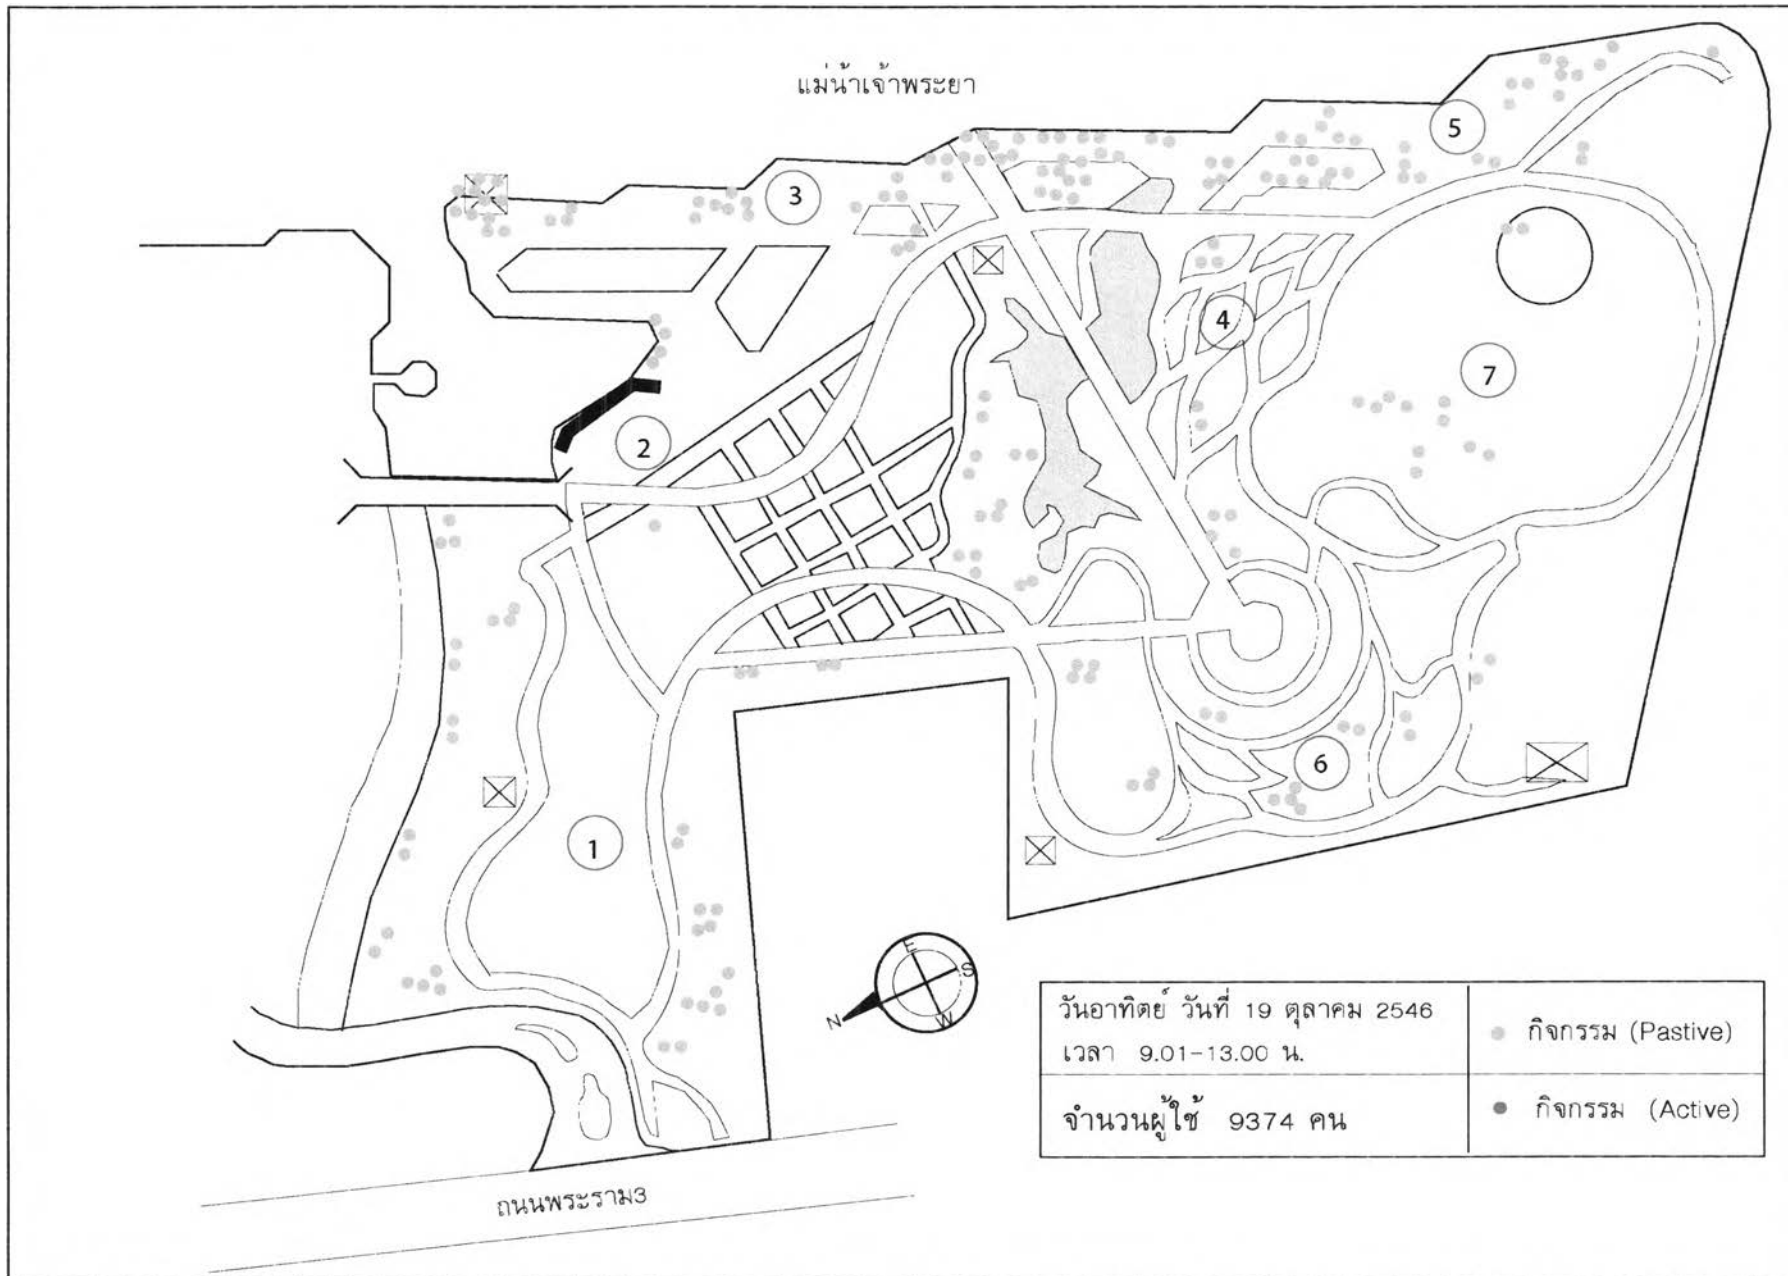 แม่น้ำเจ้าพระยา
5
3
4
7
2
6
1
E
S
N
W
วันอาทิตย์ วันที่ 19 ตุลาคม 2546
เวลา 9.01-13.00 น.
กิจกรรม (Pastive)
จำนวนผู้ใช้ 9374 คน
กิจกรรม (Active)
ถนนพระราม3